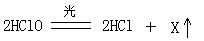 2HClO ═光═ 2HCl + X↑